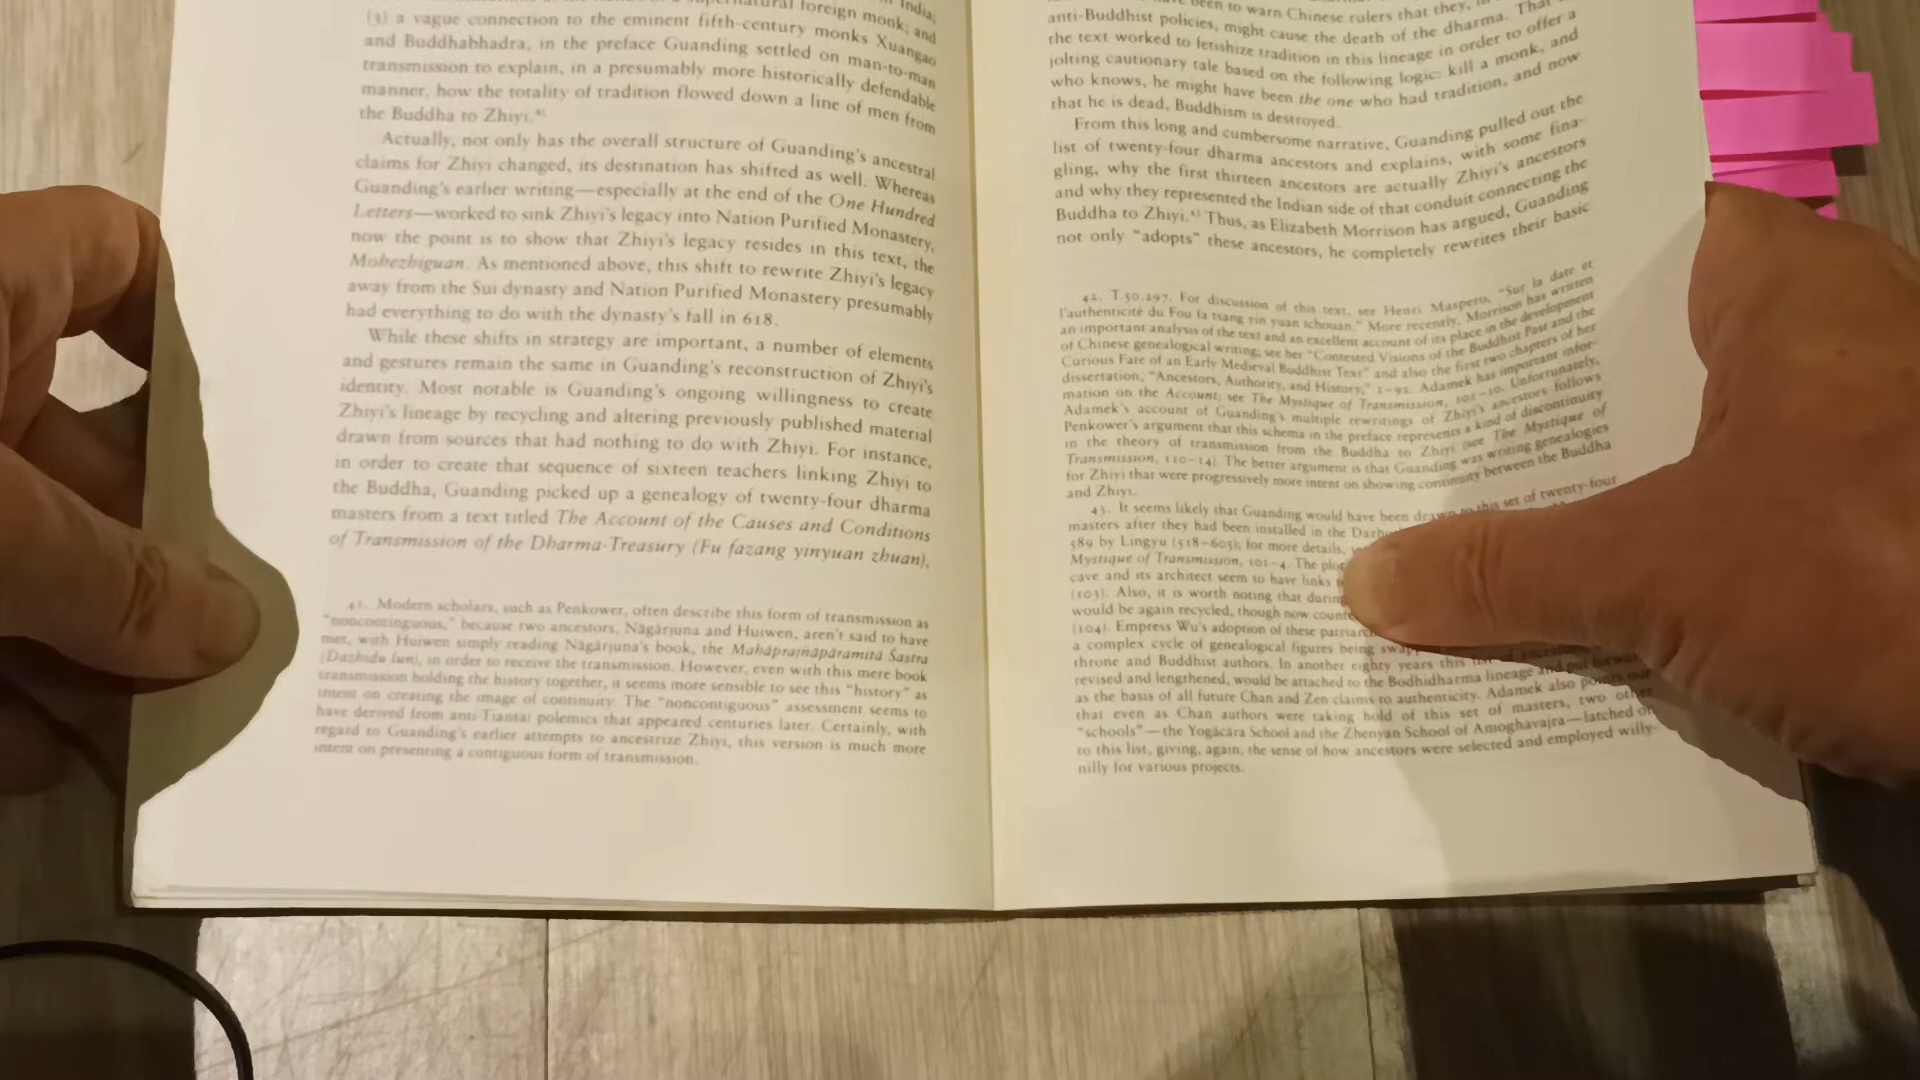 natural foreign monk; and
India;
(3) a vague connection to the eminent fifth-century monks Xuangao
and Buddhabhadra, in the preface Guanding settled on man-to-man
transmission to explain, in a presumably more historically defendable
manner, how the totality of tradition flowed down a line of men from
the Buddha to Zhiyi.⁴¹
Actually, not only has the overall structure of Guanding's ancestral
claims for Zhiyi changed, its destination has shifted as well. Whereas
Guanding's earlier writing—especially at the end of the One Hundred
Letters—worked to sink Zhiyi's legacy into Nation Purified Monastery,
now the point is to show that Zhiyi's legacy resides in this text, the
Mohezhiguan. As mentioned above, this shift to rewrite Zhiyi's legacy
away from the Sui dynasty and Nation Purified Monastery presumably
had everything to do with the dynasty's fall in 618.
While these shifts in strategy are important, a number of elements
and gestures remain the same in Guanding's reconstruction of Zhiyi's
identity. Most notable is Guanding's ongoing willingness to create
Zhiyi's lineage by recycling and altering previously published material
drawn from sources that had nothing to do with Zhiyi. For instance,
in order to create that sequence of sixteen teachers linking Zhiyi to
the Buddha, Guanding picked up a genealogy of twenty-four dharma
masters from a text titled The Account of the Causes and Conditions
of Transmission of the Dharma-Treasury (Fu fazang yinyuan zhuan),
41. Modern scholars, such as Penkower, often describe this form of transmission as
"noncontiguous," because two ancestors, Nāgārjuna and Huiwen, aren't said to have
met, with Huiwen simply reading Nāgārjuna's book, the Mahāprajñāpāramitā Śastra
(Dazhidu lun), in order to receive the transmission. However, even with this mere book
transmission holding the history together, it seems more sensible to see this "history" as
intent on creating the image of continuity. The "noncontiguous" assessment seems to
have derived from anti-Tiantai polemics that appeared centuries later. Certainly, with
regard to Guanding's earlier attempts to ancestrize Zhiyi, this version is much more
intent on presenting a contiguous form of transmission.
been to warn Chinese rulers that they,
anti-Buddhist policies, might cause the death of the dharma. That
the text worked to fetishize tradition in this lineage in order to offer a
jolting cautionary tale based on the following logic: kill a monk, and
who knows, he might have been the one who had tradition, and now
that he is dead, Buddhism is destroyed.
From this long and cumbersome narrative, Guanding pulled out the
list of twenty-four dharma ancestors and explains, with some fina-
gling, why the first thirteen ancestors are actually Zhiyi's ancestors
and why they represented the Indian side of that conduit connecting the
Buddha to Zhiyi.⁴³ Thus, as Elizabeth Morrison has argued, Guanding
not only "adopts" these ancestors, he completely rewrites their basic
42. T.50.297. For discussion of this text, see Henri Maspero, "Sur la date et
l'authenticité du Fou fa tsang yin yuan tchouan." More recently, Morrison has written
an important analysis of the text and an excellent account of its place in the development
of Chinese genealogical writing; see her "Contested Visions of the Buddhist Past and the
Curious Fate of an Early Medieval Buddhist Text" and also the first two chapters of her
dissertation, "Ancestors, Authority, and History," 1–92. Adamek has important infor-
mation on the Account; see The Mystique of Transmission, 101–10. Unfortunately,
Adamek's account of Guanding's multiple rewritings of Zhiyi's ancestors follows
Penkower's argument that this schema in the preface represents a kind of discontinuity
in the theory of transmission from the Buddha to Zhiyi (see The Mystique of
Transmission, 110–14). The better argument is that Guanding was writing genealogies
for Zhiyi that were progressively more intent on showing continuity between the Buddha
and Zhiyi.
43. It seems likely that Guanding would have been drawn to this set of twenty-four
masters after they had been installed in the
589 by Lingyu (518–605); for more details,
Mystique of Transmission, 101–4. The
cave and its architect seem to have links
(103). Also, it is worth noting that during
would be again recycled, though now
(104). Empress Wu's adoption of these
a complex cycle of genealogical figures being
throne and Buddhist authors. In another eighty years this
revised and lengthened, would be attached to the Bodhidharma lineage and put forward
as the basis of all future Chan and Zen claims to authenticity. Adamek also points out
that even as Chan authors were taking hold of this set of masters, two other
"schools"—the Yogācāra School and the Zhenyan School of Amoghavajra—latched on
to this list, giving, again, the sense of how ancestors were selected and employed willy-
nilly for various projects.